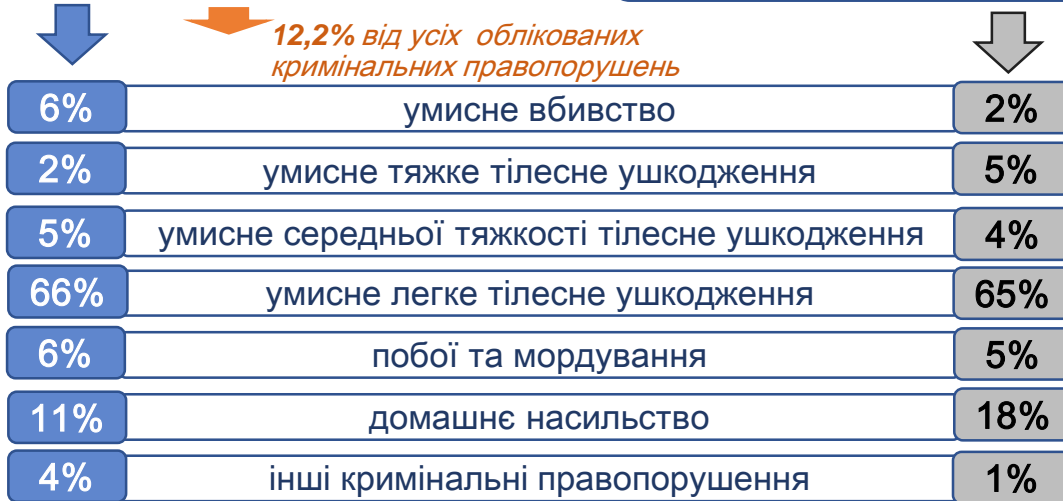 12,2% від усіх облікованих
кримінальних правопорушень
6% умисне вбивство 2%
2% умисне тяжке тілесне ушкодження 5%
5% умисне середньої тяжкості тілесне ушкодження 4%
66% умисне легке тілесне ушкодження 65%
6% побої та мордування 5%
11% домашнє насильство 18%
4% інші кримінальні правопорушення 1%